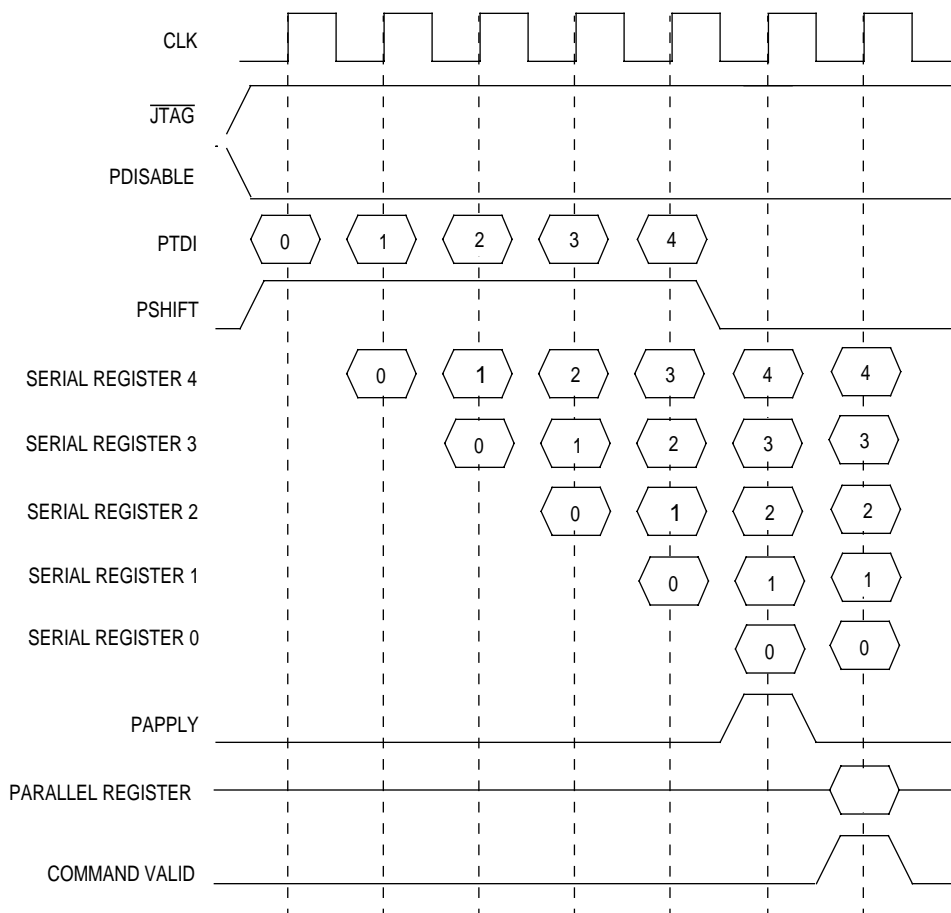 CLK
JTAG
PDISABLE
PTDI 0 1 2 3 4
PSHIFT
SERIAL REGISTER 4 0 1 2 3 4 4
SERIAL REGISTER 3 0 1 2 3 3
SERIAL REGISTER 2 0 1 2 2
SERIAL REGISTER 1 0 1 1
SERIAL REGISTER 0 0 0
PAPPLY
PARALLEL REGISTER
COMMAND VALID